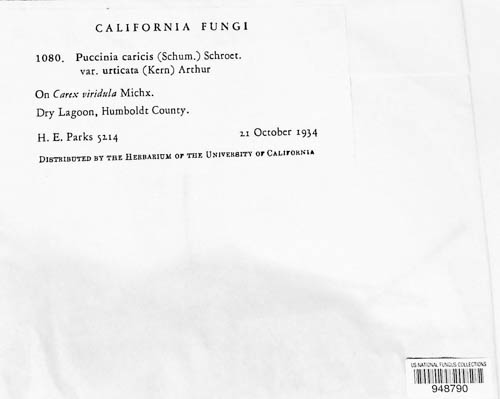 CALIFORNIA FUNGI
1080. Puccinia caricis (Schum.) Schroet.
var. urticata (Kern) Arthur
On Carex viridula Michx.
Dry Lagoon, Humboldt County.
H. E. Parks 5214 21 October 1934
Distributed by the Herbarium of the University of California
US NATIONAL FUNGUS COLLECTIONS
948790